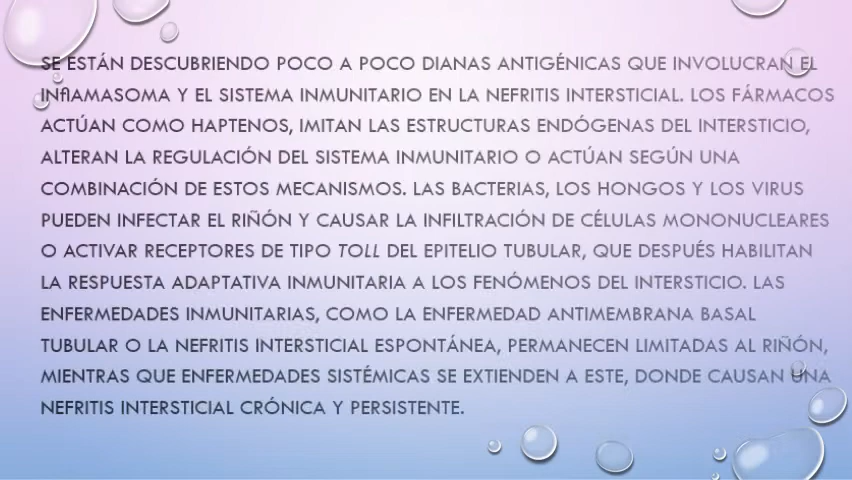 SE ESTÁN DESCUBRIENDO POCO A POCO DIANAS ANTIGÉNICAS QUE INVOLUCRAN EL
INflAMASOMA Y EL SISTEMA INMUNITARIO EN LA NEFRITIS INTERSTICIAL. LOS FÁRMACOS
ACTÚAN COMO HAPTENOS, IMITAN LAS ESTRUCTURAS ENDÓGENAS DEL INTERSTICIO,
ALTERAN LA REGULACIÓN DEL SISTEMA INMUNITARIO O ACTÚAN SEGÚN UNA
COMBINACIÓN DE ESTOS MECANISMOS. LAS BACTERIAS, LOS HONGOS Y LOS VIRUS
PUEDEN INFECTAR EL RIÑÓN Y CAUSAR LA INFILTRACIÓN DE CÉLULAS MONONUCLEARES
O ACTIVAR RECEPTORES DE TIPO TOLL DEL EPITELIO TUBULAR, QUE DESPUÉS HABILITAN
LA RESPUESTA ADAPTATIVA INMUNITARIA A LOS FENÓMENOS DEL INTERSTICIO. LAS
ENFERMEDADES INMUNITARIAS, COMO LA ENFERMEDAD ANTIMEMBRANA BASAL
TUBULAR O LA NEFRITIS INTERSTICIAL ESPONTÁNEA, PERMANECEN LIMITADAS AL RIÑÓN,
MIENTRAS QUE ENFERMEDADES SISTÉMICAS SE EXTIENDEN A ESTE, DONDE CAUSAN UNA
NEFRITIS INTERSTICIAL CRÓNICA Y PERSISTENTE.